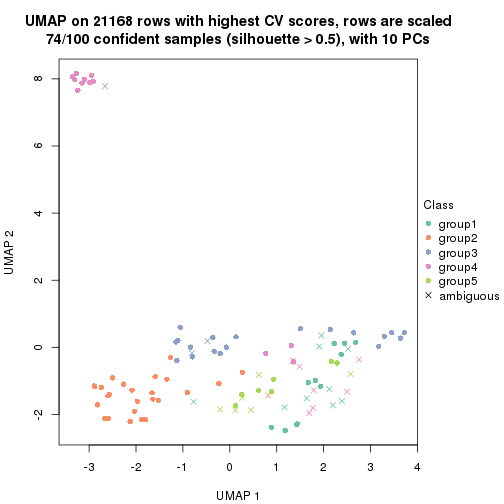 UMAP on 21168 rows with highest CV scores, rows are scaled
74/100 confident samples (silhouette > 0.5), with 10 PCs
8
6
4
2
0
-2
UMAP 2
-3
-2
-1
0
1
2
3
4
UMAP 1
Class
group1
group2
group3
group4
group5
ambiguous